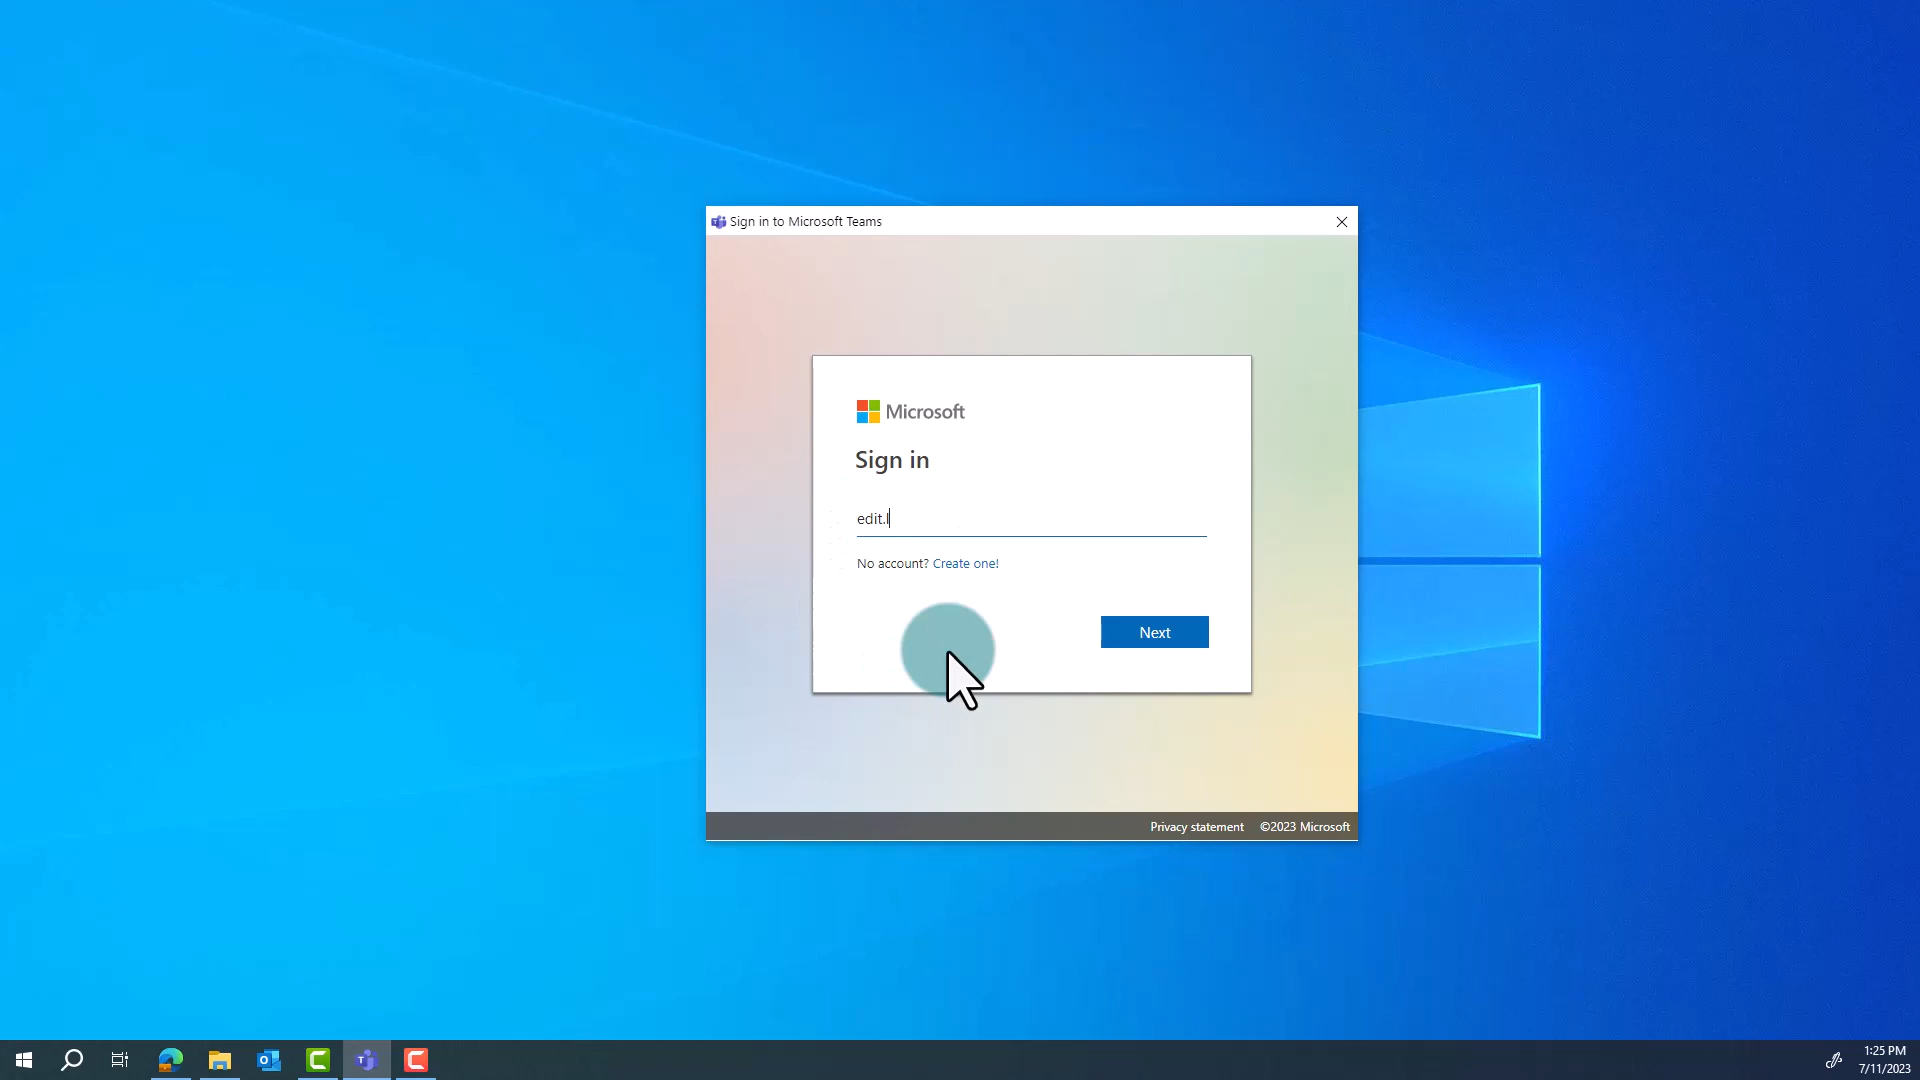 Sign in to Microsoft Teams
Microsoft
Sign in
edit.l
No account? Create one!
Next
Privacy statement ©2023 Microsoft
1:25 PM
7/11/2023